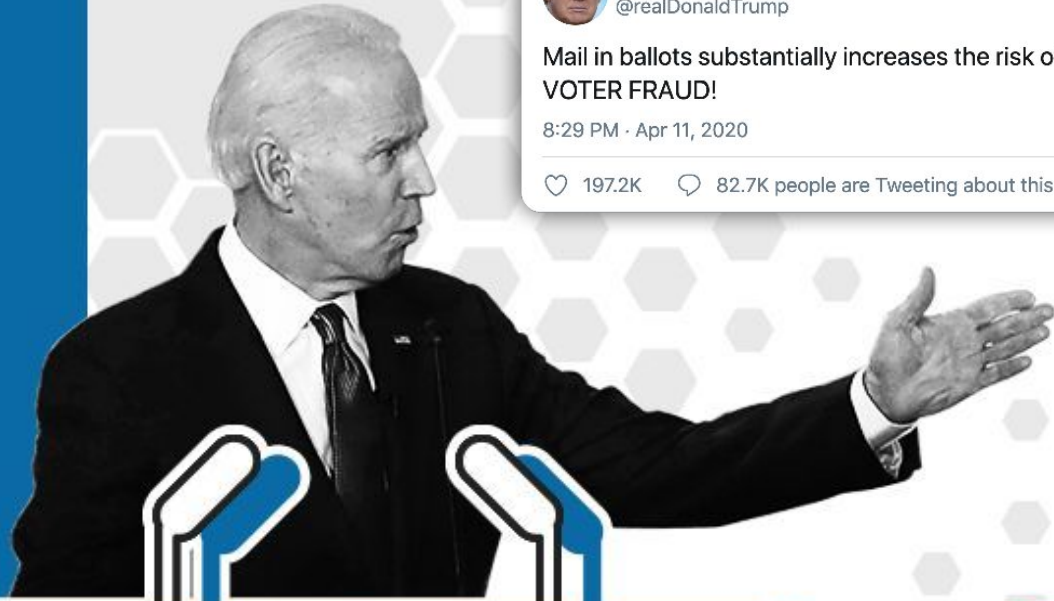 @realDonaldTrump
Mail in ballots substantially increases the risk o
VOTER FRAUD!
8:29 PM · Apr 11, 2020
197.2K 82.7K people are Tweeting about this